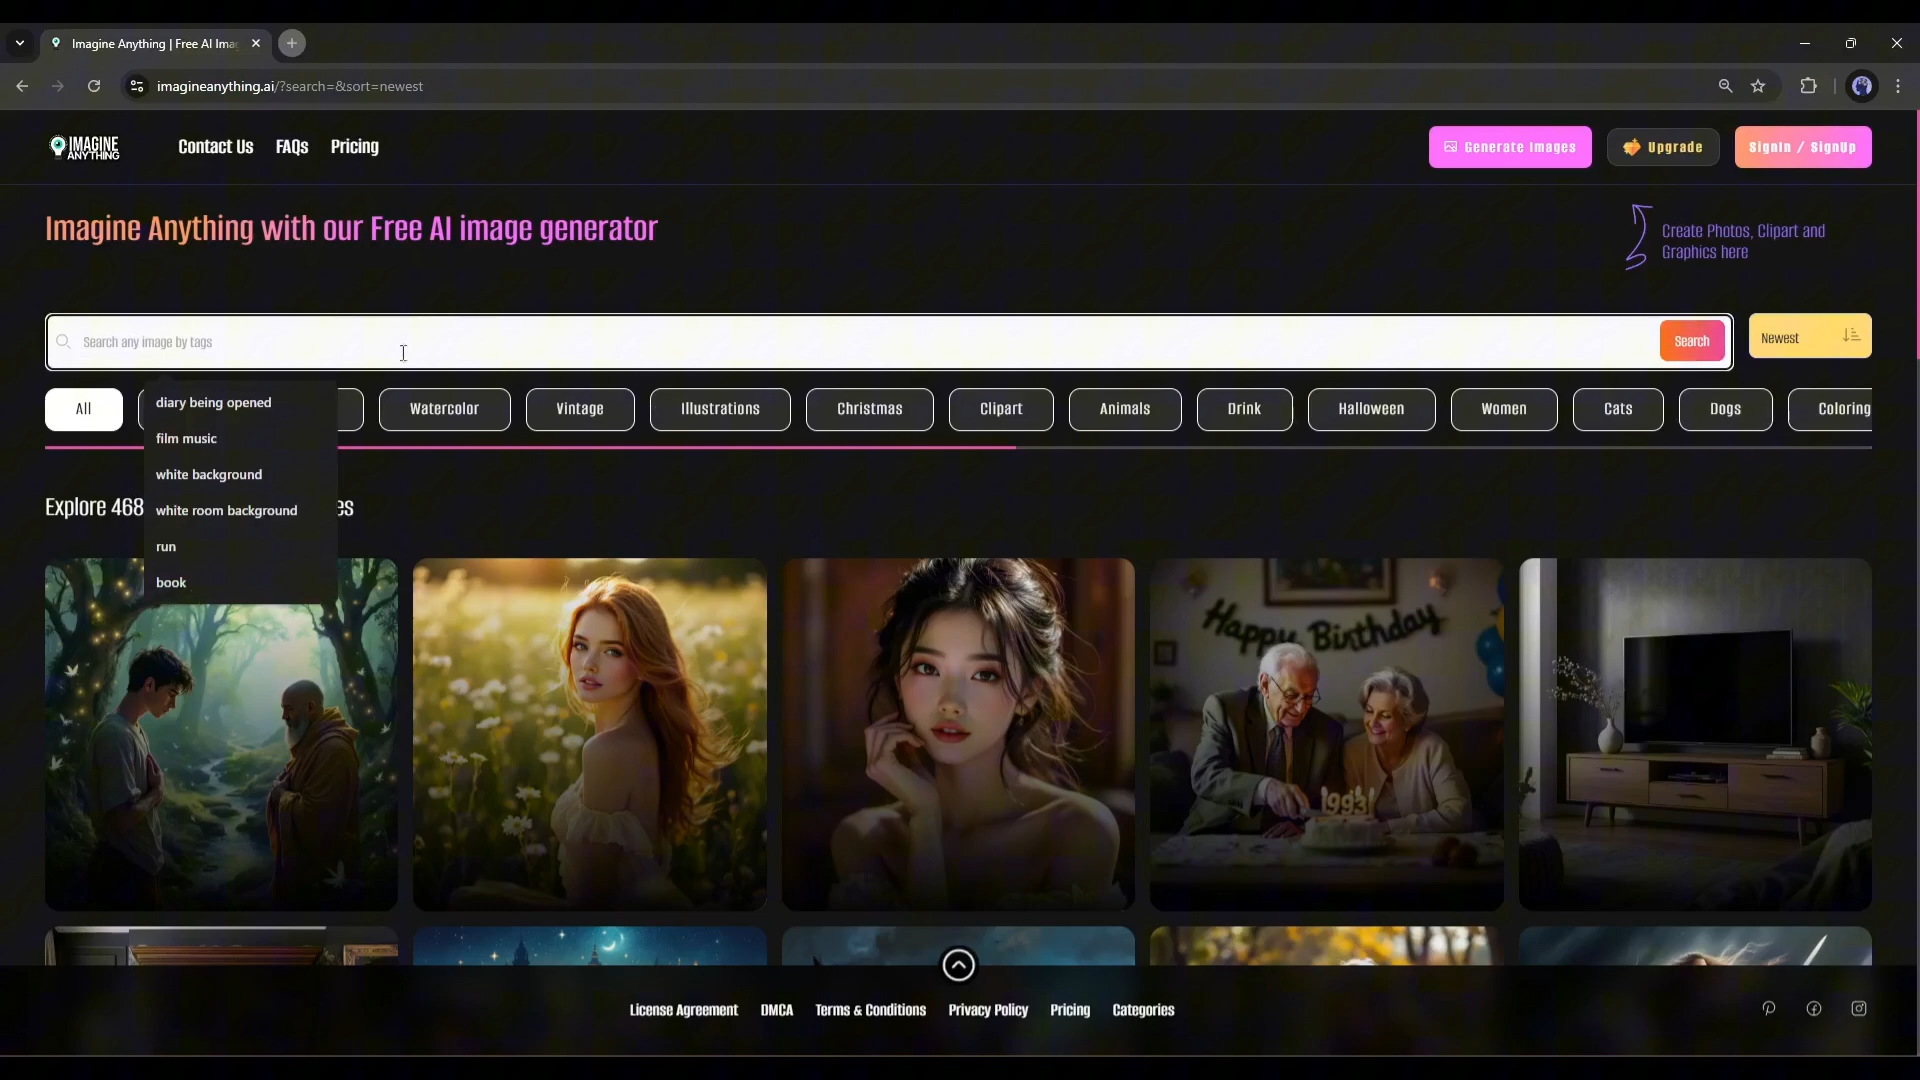 Imagine Anything | Free AI Ima
imagineanything.ai/?search=&sort=newest
IMAGINE
ANYTHING
Contact Us FAQs Pricing
Generate Images
Upgrade
SignIn / SignUp
Imagine Anything with our Free AI image generator
Create Photos, Clipart and
Graphics here
Search any image by tags
Search
Newest
All
Watercolor
Vintage
Illustrations
Christmas
Clipart
Animals
Drink
Halloween
Women
Cats
Dogs
Coloring
diary being opened
film music
white background
white room background
run
book
Explore 468
es
Happy Birthday
1993
License Agreement DMCA Terms & Conditions Privacy Policy Pricing Categories